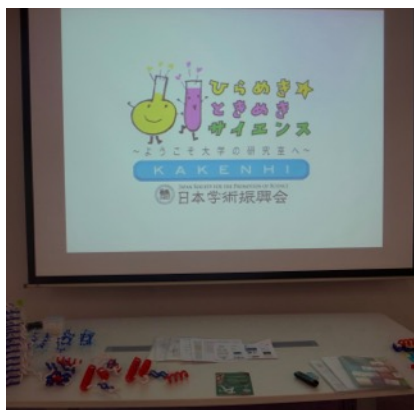 ひらめき☆
ときめき
サイエンス
～ようこそ大学の研究室へ～
KAKENHI
JAPAN SOCIETY FOR THE PROMOTION OF SCIENCE
日本学術振興会